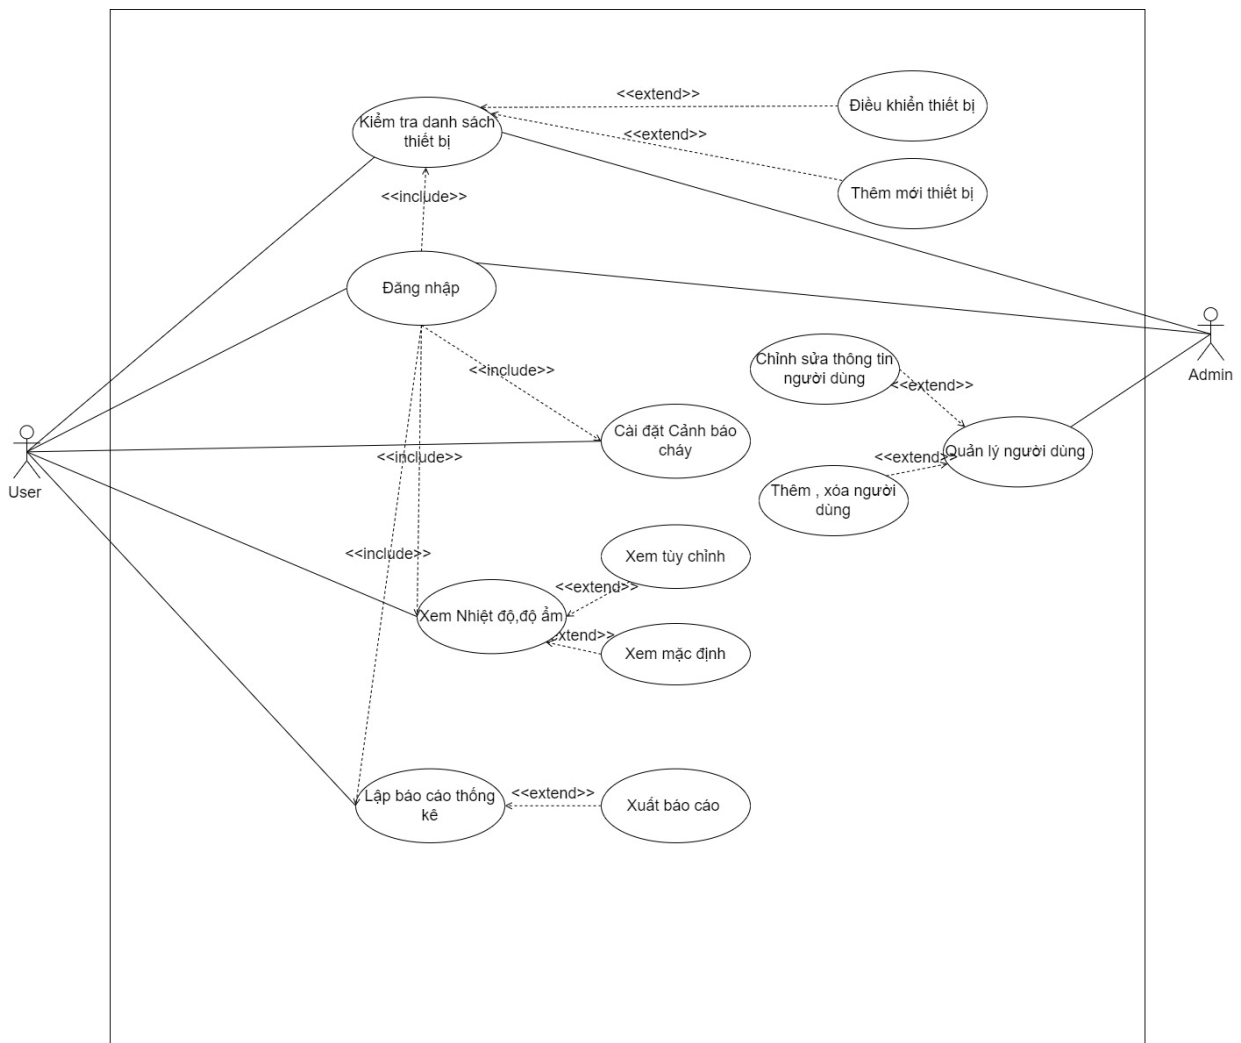 <<extend>>
Điều khiển thiết bị
Kiểm tra danh sách
thiết bị
<<extend>>
Thêm mới thiết bị
<<include>>
Đăng nhập
Chỉnh sửa thông tin
người dùng
<<include>>
<<extend>>
Admin
Cài đặt Cảnh báo
cháy
<<include>>
<<extend>>
Quản lý người dùng
User
Thêm , xóa người
dùng
<<include>>
Xem tùy chỉnh
<<extend>>
Xem Nhiệt độ,độ ẩm
extend>>
Xem mặc định
Lập báo cáo thống
kê
<<extend>>
Xuất báo cáo